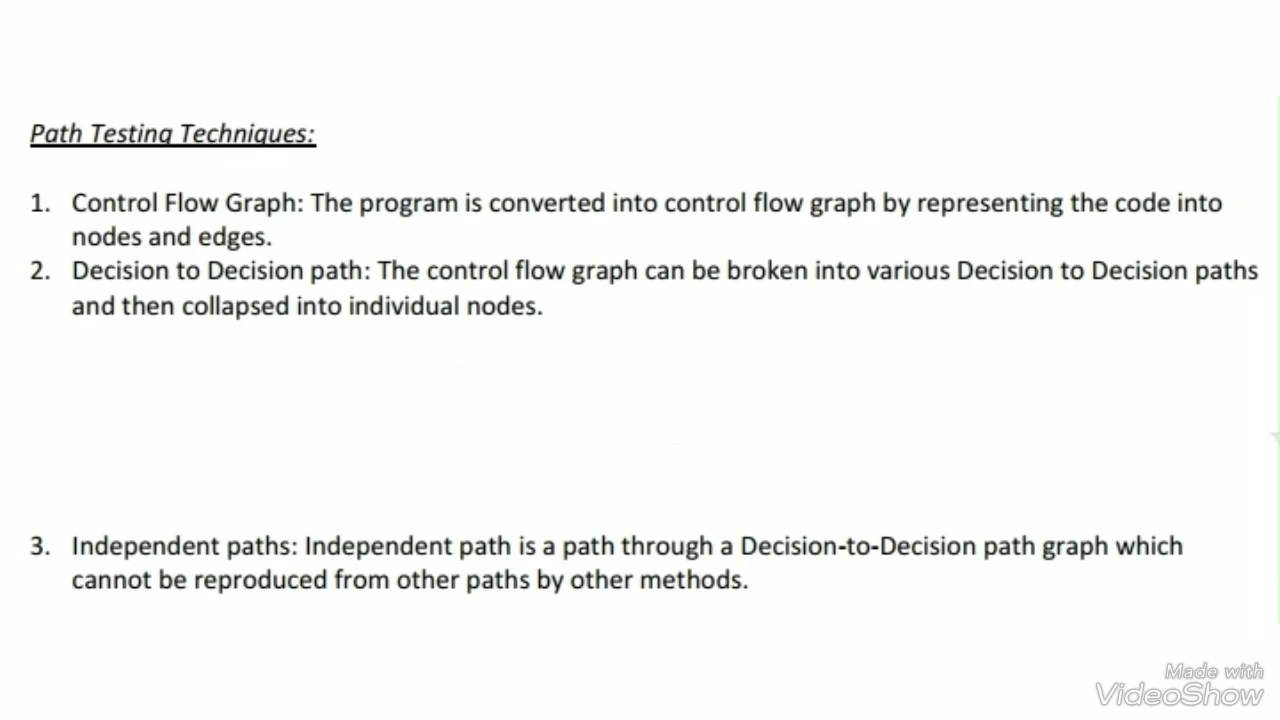 Path Testing Techniques:
1. Control Flow Graph: The program is converted into control flow graph by representing the code into
nodes and edges.
2. Decision to Decision path: The control flow graph can be broken into various Decision to Decision paths
and then collapsed into individual nodes.
3. Independent paths: Independent path is a path through a Decision-to-Decision path graph which
cannot be reproduced from other paths by other methods.
Made with
VideoShow